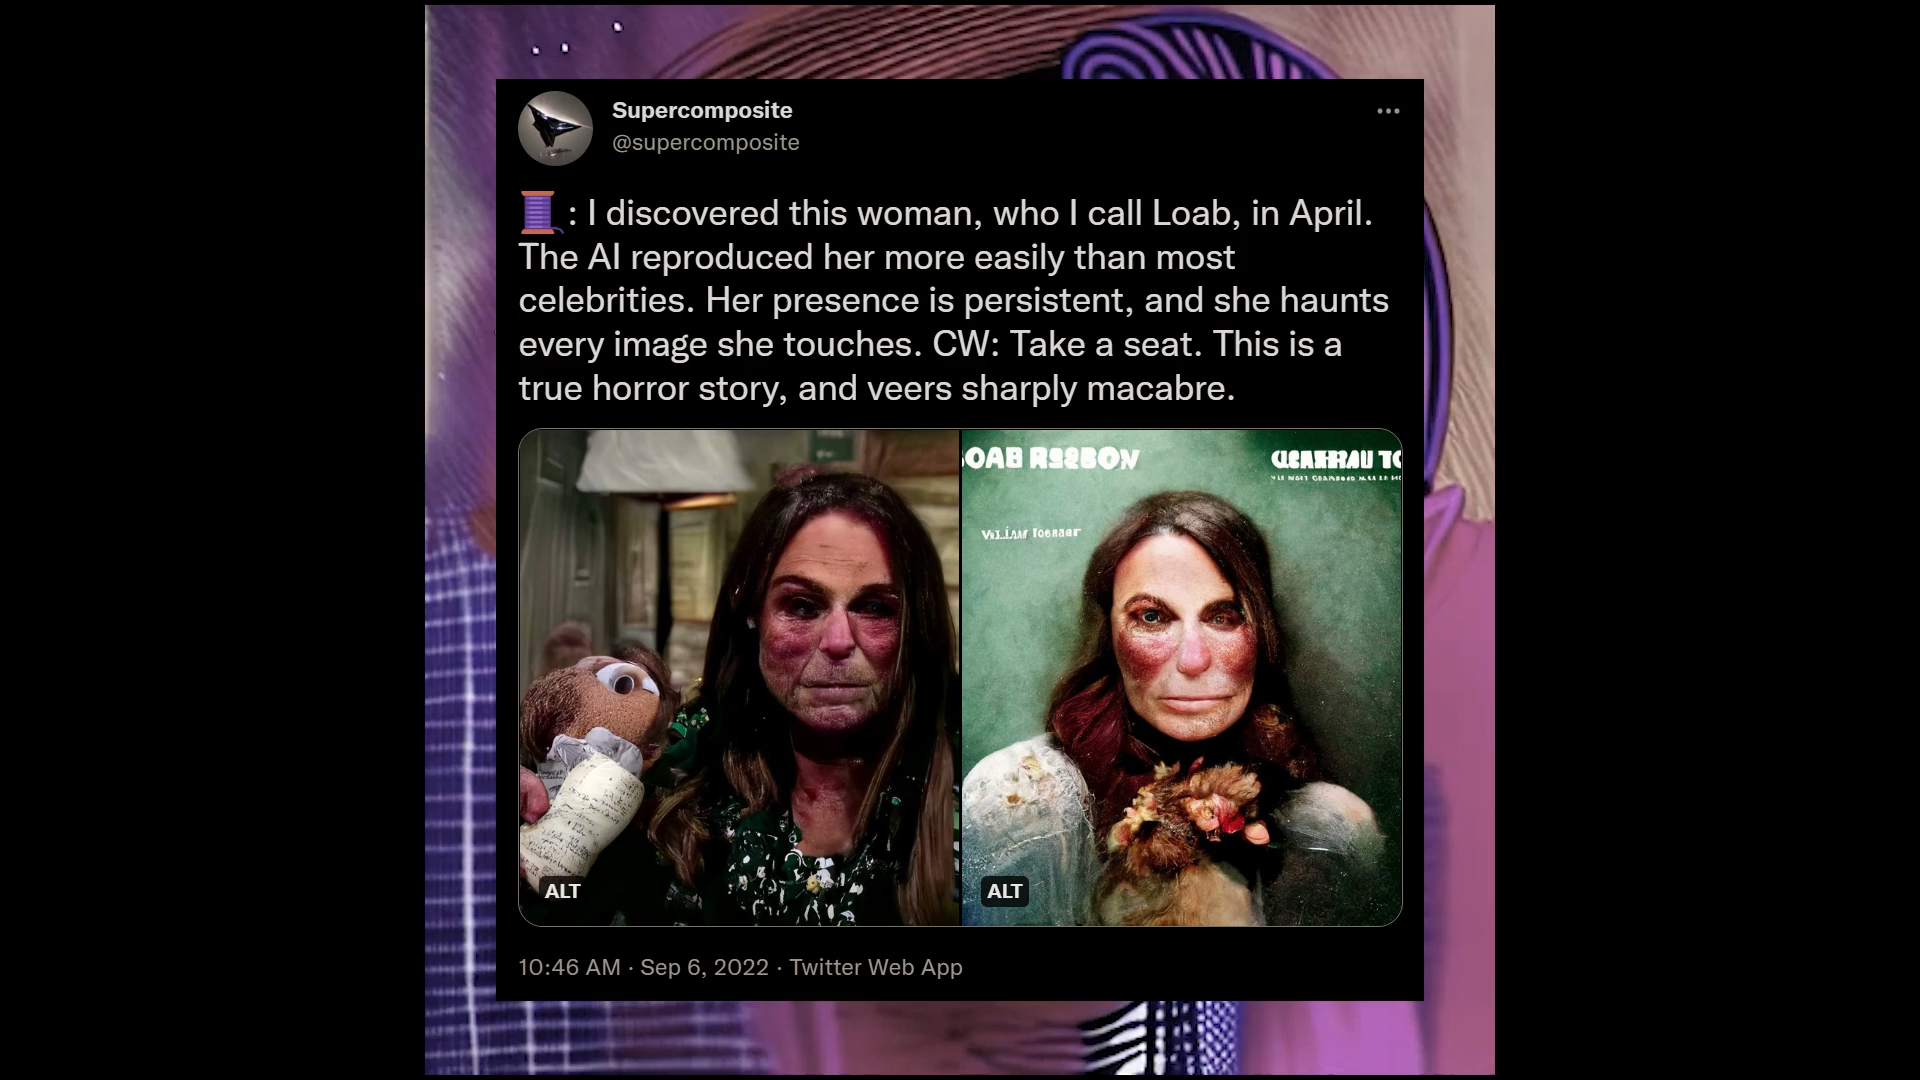 Supercomposite
@supercomposite
🧵: I discovered this woman, who I call Loab, in April.
The AI reproduced her more easily than most
celebrities. Her presence is persistent, and she haunts
every image she touches. CW: Take a seat. This is a
true horror story, and veers sharply macabre.
OAB
ALT
ALT
10:46 AM · Sep 6, 2022 · Twitter Web App